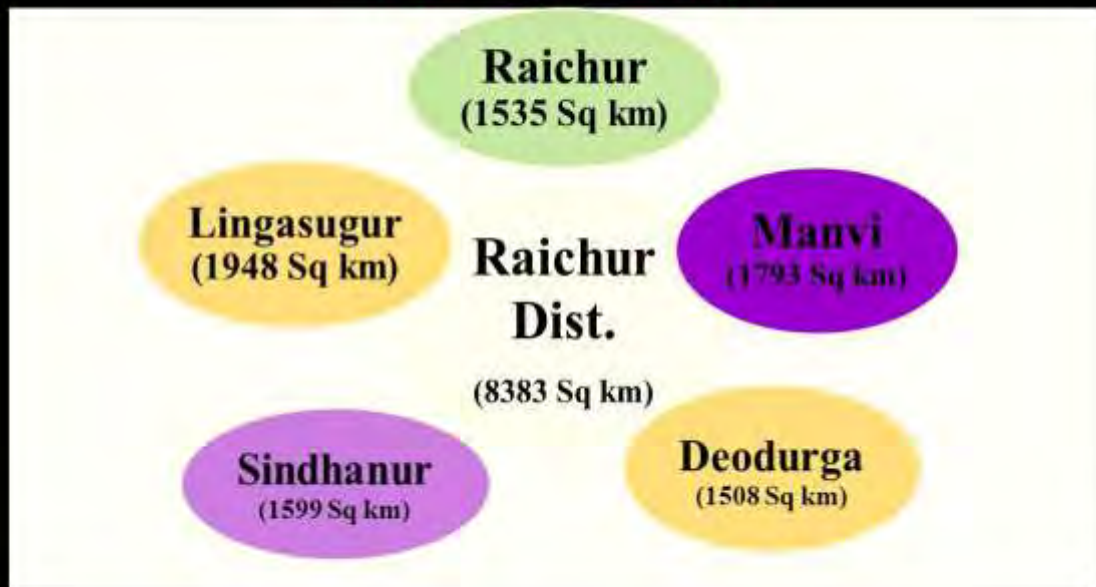 Raichur
(1535 Sq km)
Lingasugur
(1948 Sq km)
Manvi
(1793 Sq km)
Raichur
Dist.
(8383 Sq km)
Sindhanur
(1599 Sq km)
Deodurga
(1508 Sq km)